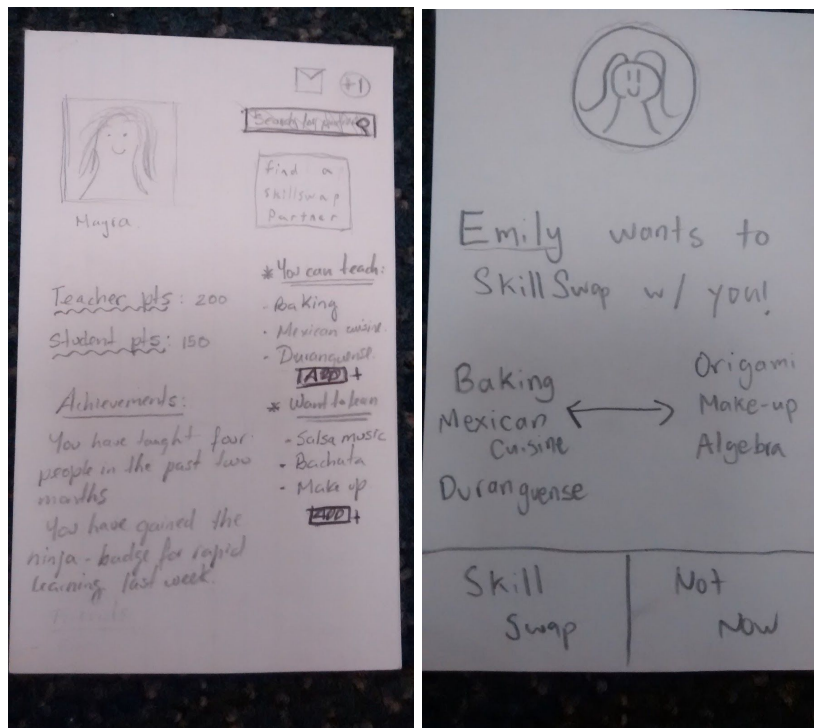 +1
Search for
find a
skillswap
Partner
Mayra
Teacher pts: 200
Student pts: 150
Achievements:
You have taught four
people in the past two
months
You have gained the
ninja-badge for rapid
learning last week.
* You can teach:
- Baking
· Mexican cuisine
· Duranguense
ADD +
* Want to lean
- Salsa music
- Bachata
- Make up
ADD +
Emily wants to
SkillSwap w/ you!
Baking
Mexican
Cuisine
Duranguense
Origami
Make-up
Algebra
Skill
Swap
Not
Now